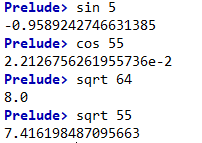 Prelude> sin 5
-0.9589242746631385
Prelude> cos 55
2.2126756261955736e-2
Prelude> sqrt 64
8.0
Prelude> sqrt 55
7.416198487095663